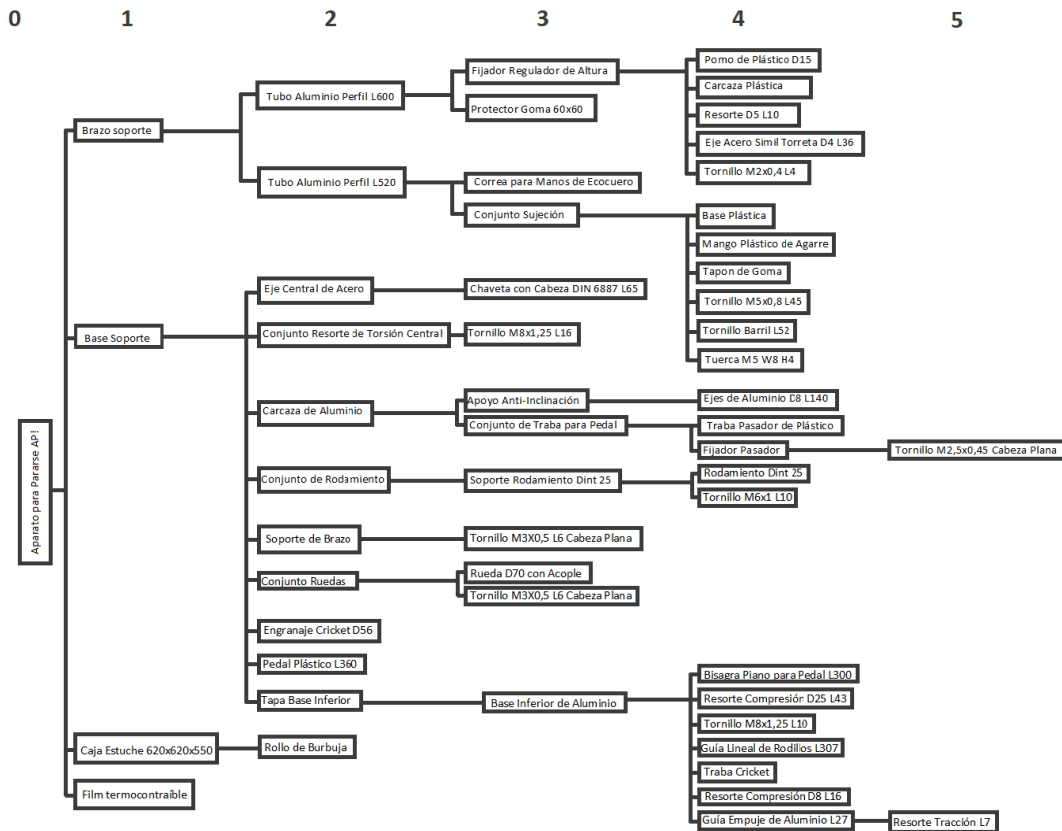 0 1 2 3 4 5
Pomo de Plástico D15
Fijador Regulador de Altura
Carcaza Plástica
Tubo Aluminio Perfil L600
Protector Goma 60x60
Resorte D5 L10
Brazo soporte
Eje Acero Simil Torreta D4 L36
Tornillo M2x0,4 L4
Tubo Aluminio Perfil L520
Correa para Manos de Ecocuero
Conjunto Sujeción
Base Plástica
Mango Plástico de Agarre
Tapon de Goma
Eje Central de Acero
Chaveta con Cabeza DIN 6887 L65
Tornillo M5x0,8 L45
Base Soporte
Conjunto Resorte de Torsión Central
Tornillo M8x1,25 L16
Tornillo Barril L52
Tuerca M5 W8 H4
Carcaza de Aluminio
Apoyo Anti-Inclinación
Ejes de Aluminio D8 L140
Conjunto de Traba para Pedal
Traba Pasador de Plástico
Fijador Pasador
Tornillo M2,5x0,45 Cabeza Plana
Aparato para Pararse AP!
Conjunto de Rodamiento
Soporte Rodamiento Dint 25
Rodamiento Dint 25
Tornillo M6x1 L10
Soporte de Brazo
Tornillo M3X0,5 L6 Cabeza Plana
Conjunto Ruedas
Rueda D70 con Acople
Tornillo M3X0,5 L6 Cabeza Plana
Engranaje Cricket D56
Pedal Plástico L360
Tapa Base Inferior
Base Inferior de Aluminio
Bisagra Piano para Pedal L300
Resorte Compresión D25 L43
Tornillo M8x1,25 L10
Caja Estuche 620x620x550
Rollo de Burbuja
Guía Lineal de Rodillos L307
Traba Cricket
Film termocontraíble
Resorte Compresión D8 L16
Guía Empuje de Aluminio L27
Resorte Tracción L7